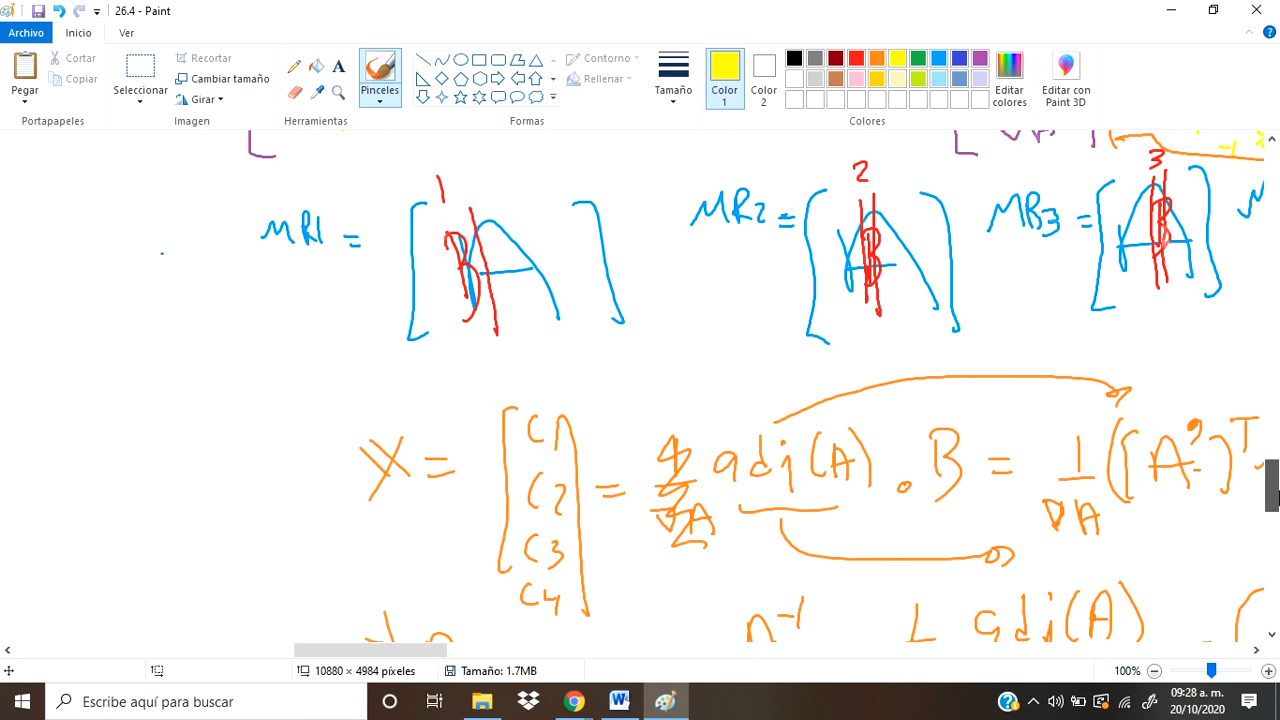 26.4 - Paint
Archivo Inicio Ver
Pegar Cortar Copiar
Seleccionar Recortar Cambiar tamaño Girar
Pinceles
Contorno
Rellenar
Tamaño Color 1 Color 2 Editar colores Editar con Paint 3D
Portapapeles Imagen Herramientas Formas Colores
1 2 3
MR1 = [ A ] MR2 = [ A ] MR3 = [ A ]
B B B
X = [ C1 = adj(A) . B = 1 ([A
C2
C3
C4
A
A
T
n-1 adj(A)
10880 × 4984 píxeles Tamaño: 1.7MB 100%
Escribe aquí para buscar
09:28 a. m.
20/10/2020